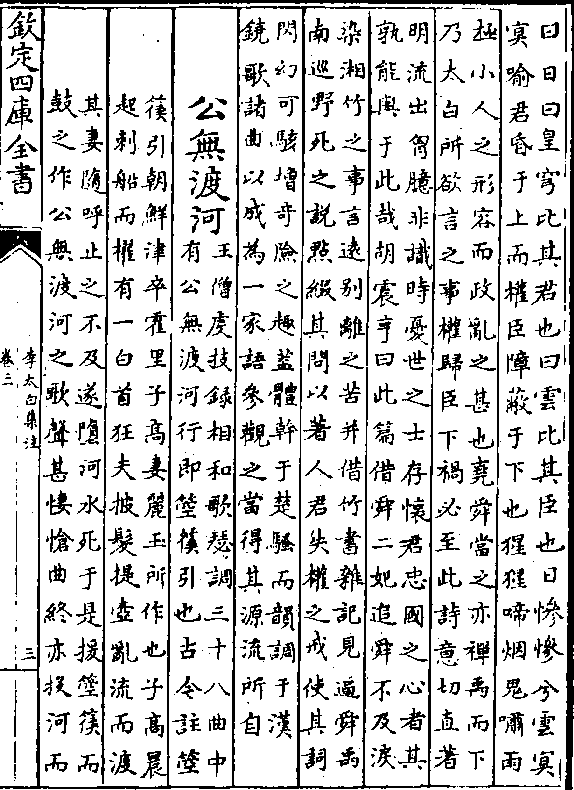 曰日曰皇穹比其君也曰雲比其臣也日慘慘兮雲冥
冥喻君昏于上而權臣障蔽于下也猩猩啼烟鬼嘯雨
極小人之形容而政亂之甚也堯舜當之亦禪禹而下
乃太白所欲言之事權歸臣下禍必至此詩意切直著
明流出胷臆非識時憂世之士存懷君忠國之心者其
孰能與于此哉胡震亨曰此篇借舜二妃追舜不及淚
染湘竹之事言遠别離之苦并借竹書雜記見逼舜禹
南巡野死之説點綴其間以著人君失權之戒使其詞
閃幻可駭增竒險之趣葢體幹于楚騷而韻調于漢
鐃歌諸曲以成為一家語參觀之當得其源流所自
公無渡河
王僧虔技録相和歌瑟調三十八曲中
有公無渡河行即箜篌引也古今註箜
篌引朝鮮津卒霍里子髙妻麗玉所作也子髙晨
起刺船而櫂有一白首狂夫披髮提壺亂流而渡
其妻隨呼止之不及遂墮河水死于是援箜篌而
鼓之作公無渡河之歌聲甚悽愴曲終亦投河而
欽定四庫全書
李太白集注
卷三
三